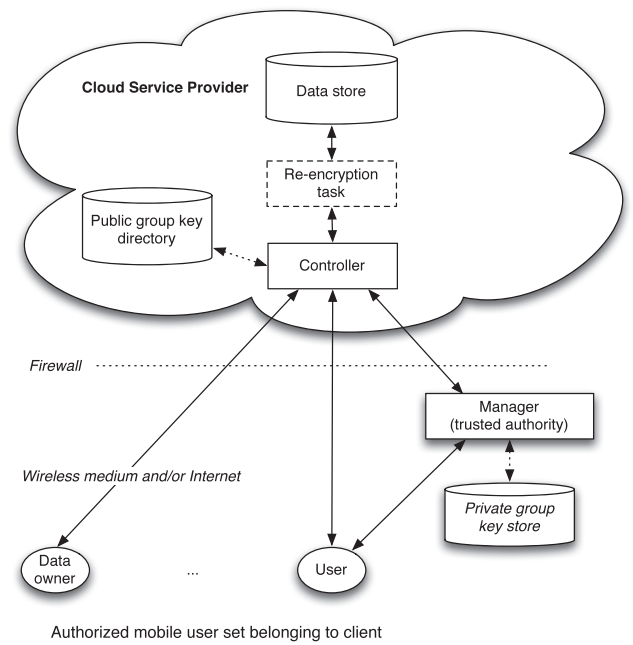 Cloud Service Provider
Data store
Re-encryption
task
Public group key
directory
Controller
Firewall
Manager
(trusted authority)
Wireless medium and/or Internet
Private group
key store
Data
owner
...
User
Authorized mobile user set belonging to client